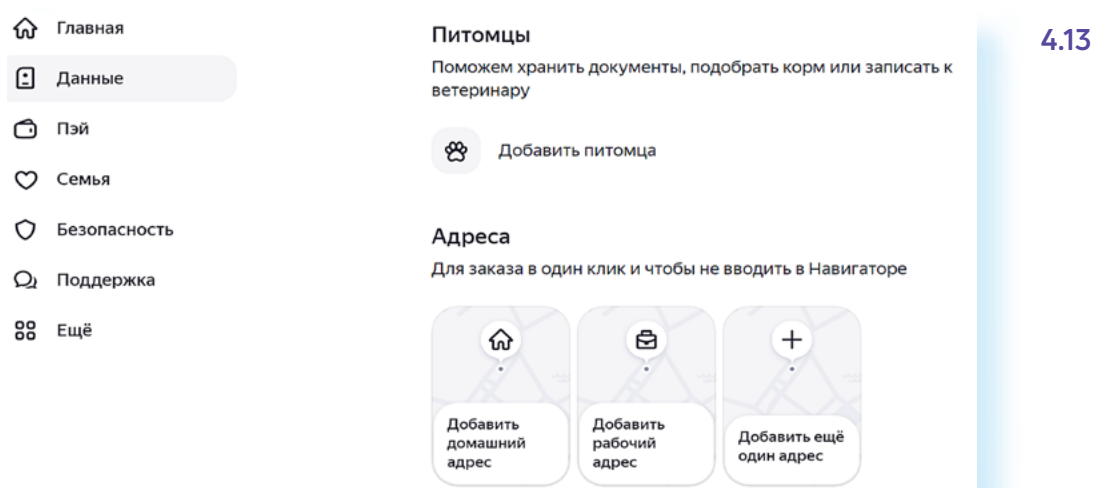 Главная
Данные
Пэй
Семья
Безопасность
Поддержка
Ещё
Питомцы
Поможем хранить документы, подобрать корм или записать к
ветеринару
Добавить питомца
Адреса
Для заказа в один клик и чтобы не вводить в Навигаторе
Добавить
домашний
адрес
Добавить
рабочий
адрес
Добавить ещё
один адрес
4.13